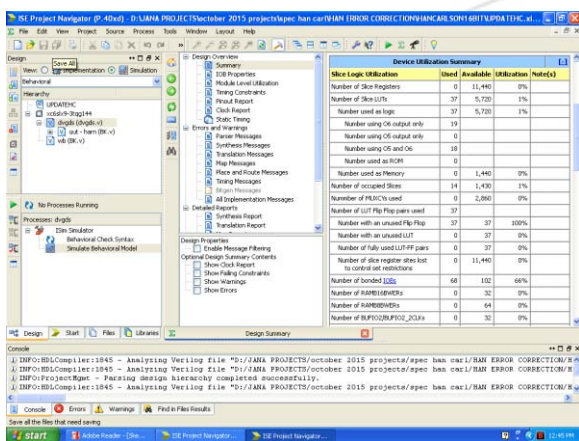 ISE Project Navigator (P.40xd) - D:\JANA PROJECTS\october 2015 projects\spec han carl\HAN ERROR CORRECTION\HANCARLSON16BIT\UPDATEHC.xi...
File Edit View Project Source Process Tools Window Layout Help
Design
Save All
View: Implementation Simulation
Behavioral
Hierarchy
UPDATEHC
xc6slx9-3tqg144
dvgds (dvgds.v)
uut - ham (BK.v)
wb (BK.v)
No Processes Running
Processes: dvgds
ISim Simulator
Behavioral Check Syntax
Simulate Behavioral Model
Design Overview
Summary
IOB Properties
Module Level Utilization
Timing Constraints
Pinout Report
Clock Report
Static Timing
Errors and Warnings
Parser Messages
Synthesis Messages
Translation Messages
Map Messages
Place and Route Messages
Timing Messages
Bitgen Messages
All Implementation Messages
Detailed Reports
Synthesis Report
Translation Report
Design Properties
Enable Message Filtering
Optional Design Summary Contents
Show Clock Report
Show Failing Constraints
Show Warnings
Show Errors
Device Utilization Summary [-]
Slice Logic Utilization Used Available Utilization Note(s)
Number of Slice Registers 0 11,440 0%
Number of Slice LUTs 37 5,720 1%
Number used as logic 37 5,720 1%
Number using O6 output only 19
Number using O5 output only 0
Number using O5 and O6 18
Number used as ROM 0
Number used as Memory 0 1,440 0%
Number of occupied Slices 14 1,430 1%
Nummber of MUXCYs used 0 2,860 0%
Number of LUT Flip Flop pairs used 37
Number with an unused Flip Flop 37 37 100%
Number with an unused LUT 0 37 0%
Number of fully used LUT-FF pairs 0 37 0%
Number of slice register sites lost
to control set restrictions 0 11,440 0%
Number of bonded IOBs 68 102 66%
Number of RAMB16BWERs 0 32 0%
Number of RAMB8BWERs 0 64 0%
Number of BUFIO2/BUFIO2_2CLKs 0 32 0%
Design Start Files Libraries
Design Summary
Console
INFO:HDLCompiler:1845 - Analyzing Verilog file "D:/JANA PROJECTS/october 2015 projects/spec han carl/HAN ERROR CORRECTION/H
INFO:ProjectMgmt - Parsing design hierarchy completed successfully.
INFO:HDLCompiler:1845 - Analyzing Verilog file "D:/JANA PROJECTS/october 2015 projects/spec han carl/HAN ERROR CORRECTION/H
INFO:HDLCompiler:1845 - Analyzing Verilog file "D:/JANA PROJECTS/october 2015 projects/spec han carl/HAN ERROR CORRECTION/H
Console Errors Warnings Find in Files Results
Save all the files that need saving
start Adobe Reader - [Ske... ISE Project Navigator... ISE Project Navigator... 12:45 PM